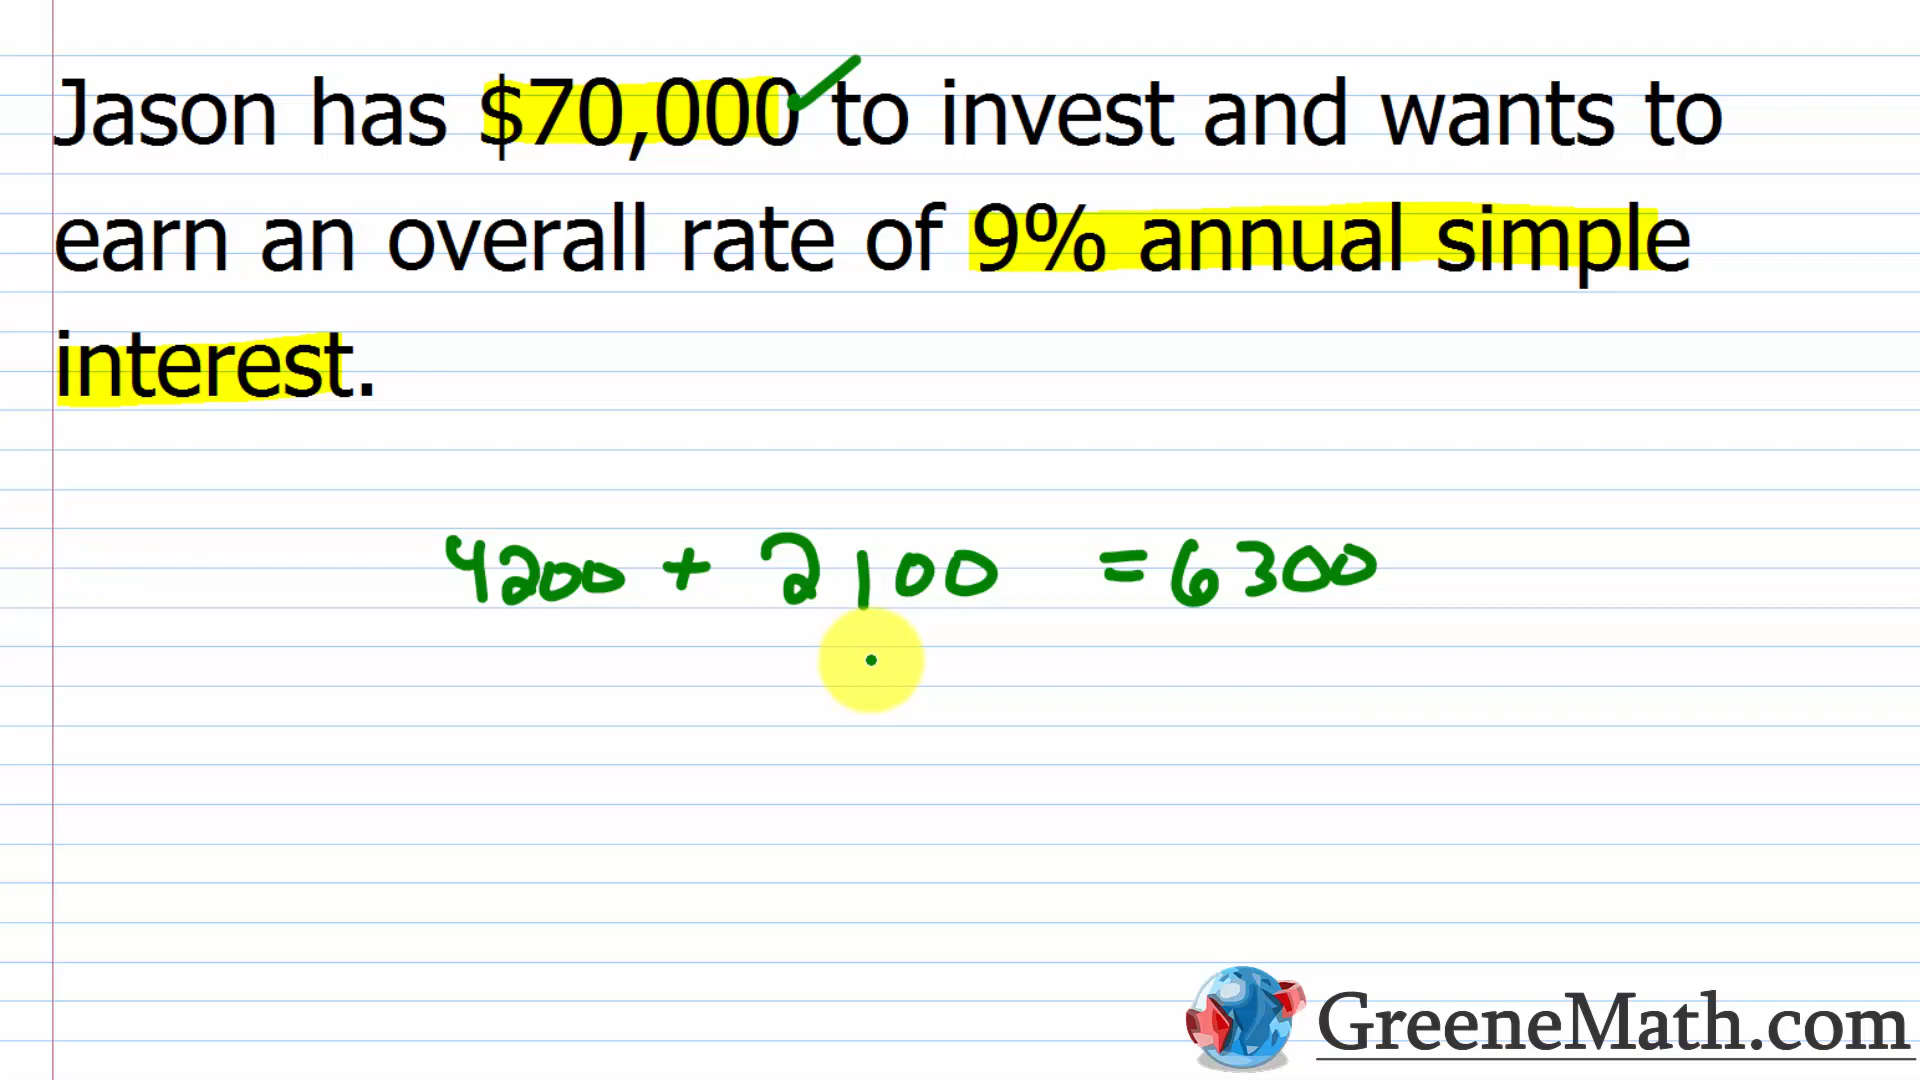 Jason has $70,000 to invest and wants to
earn an overall rate of 9% annual simple
interest.
4200 + 2100 = 6300
GreeneMath.com